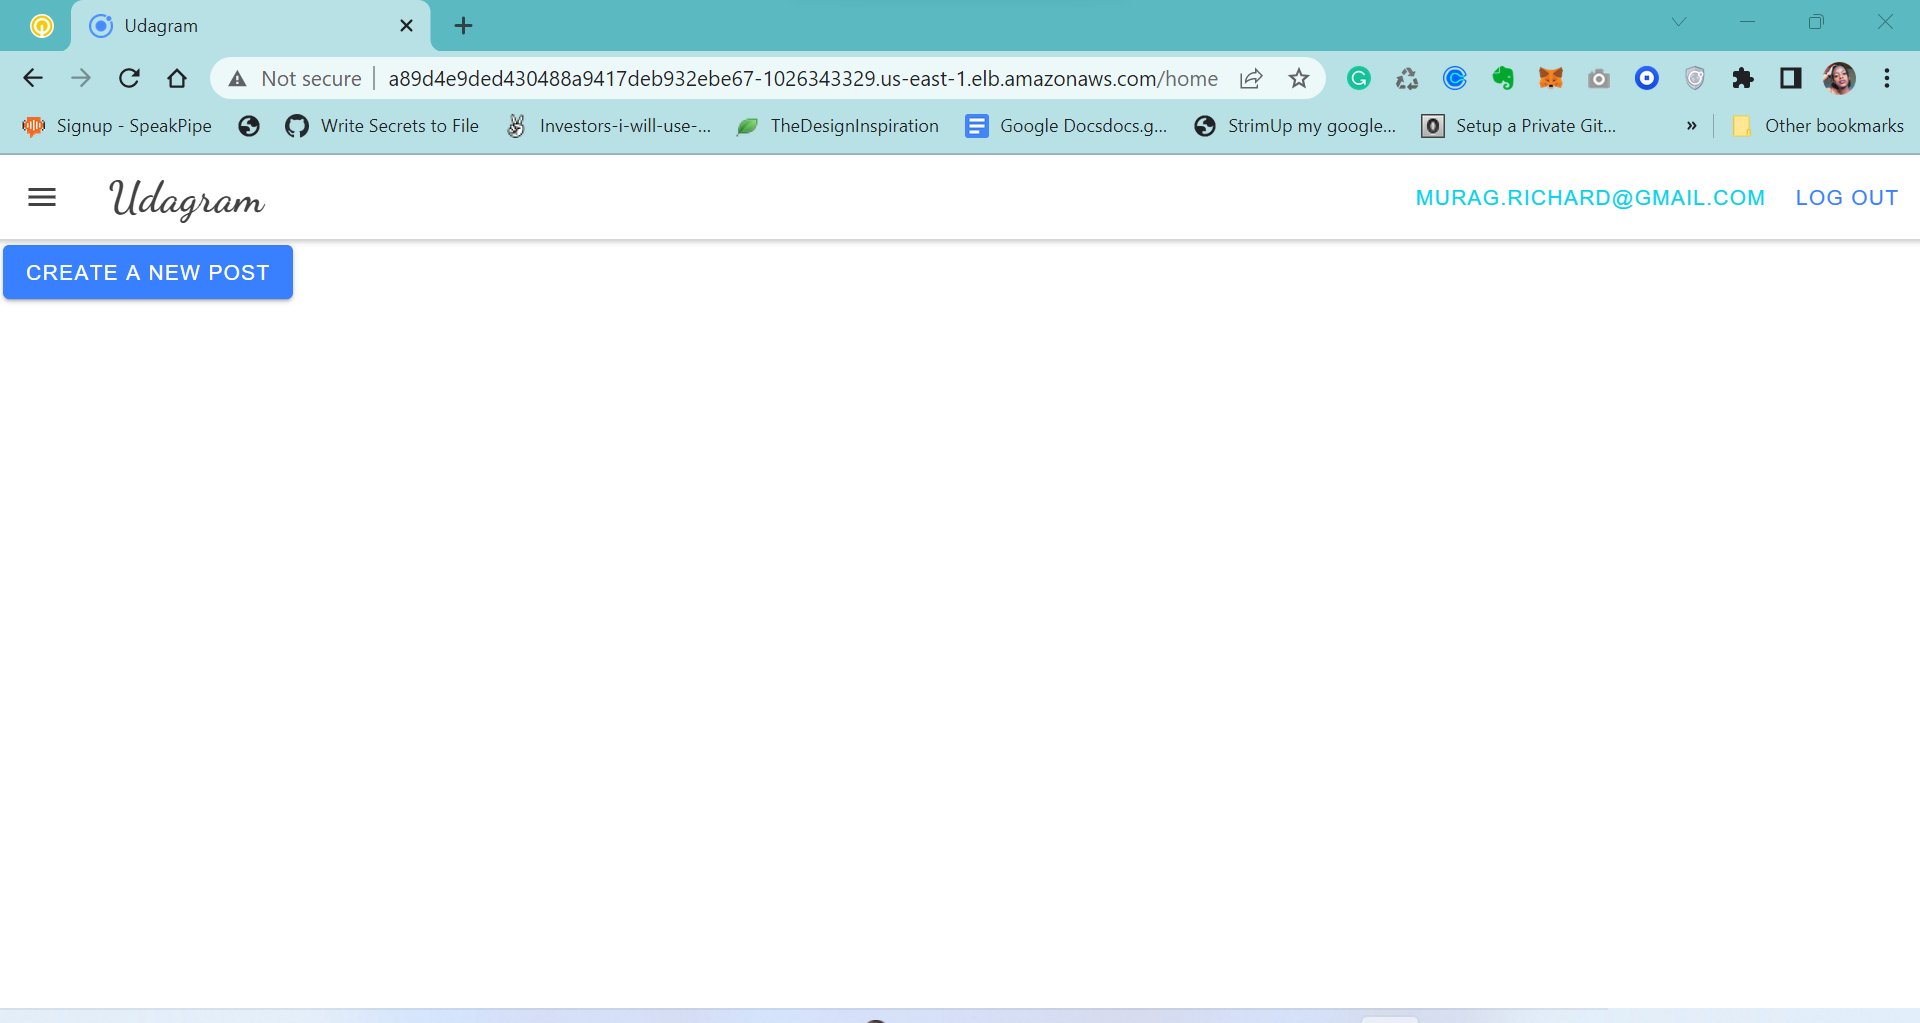 Udagram
Not secure a89d4e9ded430488a9417deb932ebe67-1026343329.us-east-1.elb.amazonaws.com/home
Signup - SpeakPipe Write Secrets to File Investors-i-will-use-... TheDesignInspiration Google Docsdocs.g... StrimUp my google... Setup a Private Git... » Other bookmarks
Udagram MURAG.RICHARD@GMAIL.COM LOG OUT
CREATE A NEW POST